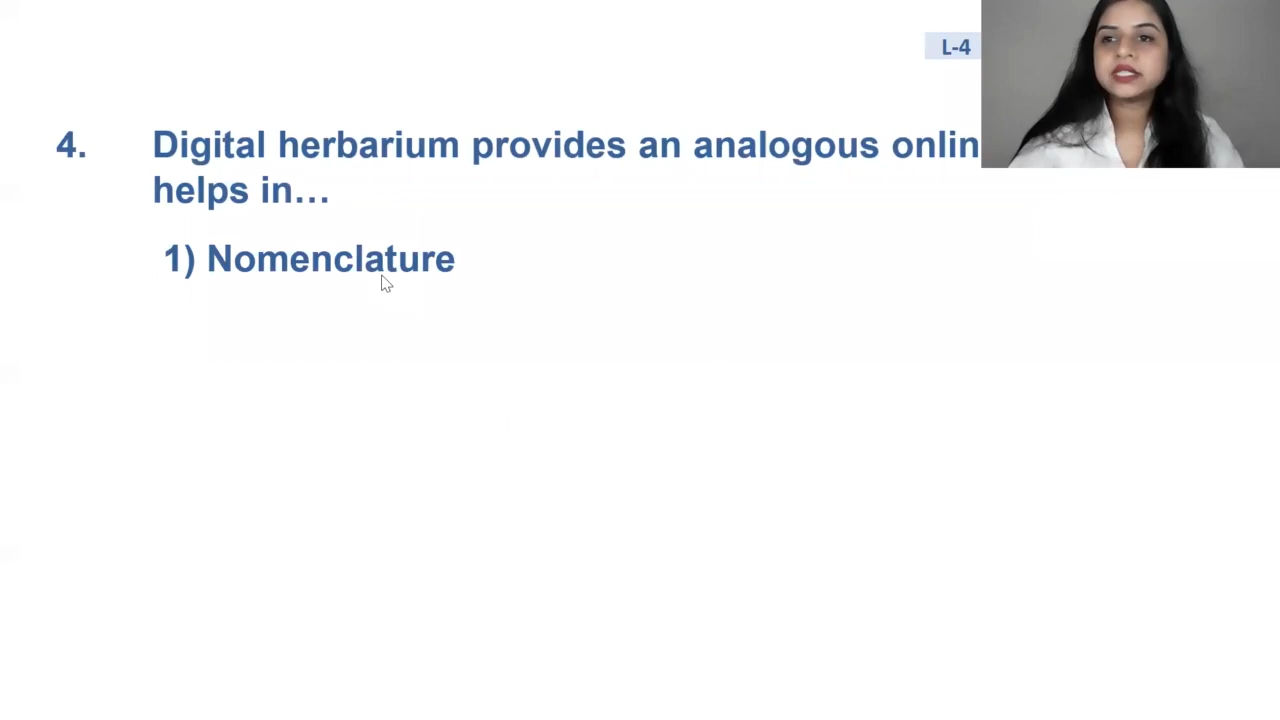 L-4
4. Digital herbarium provides an analogous onlin
helps in...
1) Nomenclature